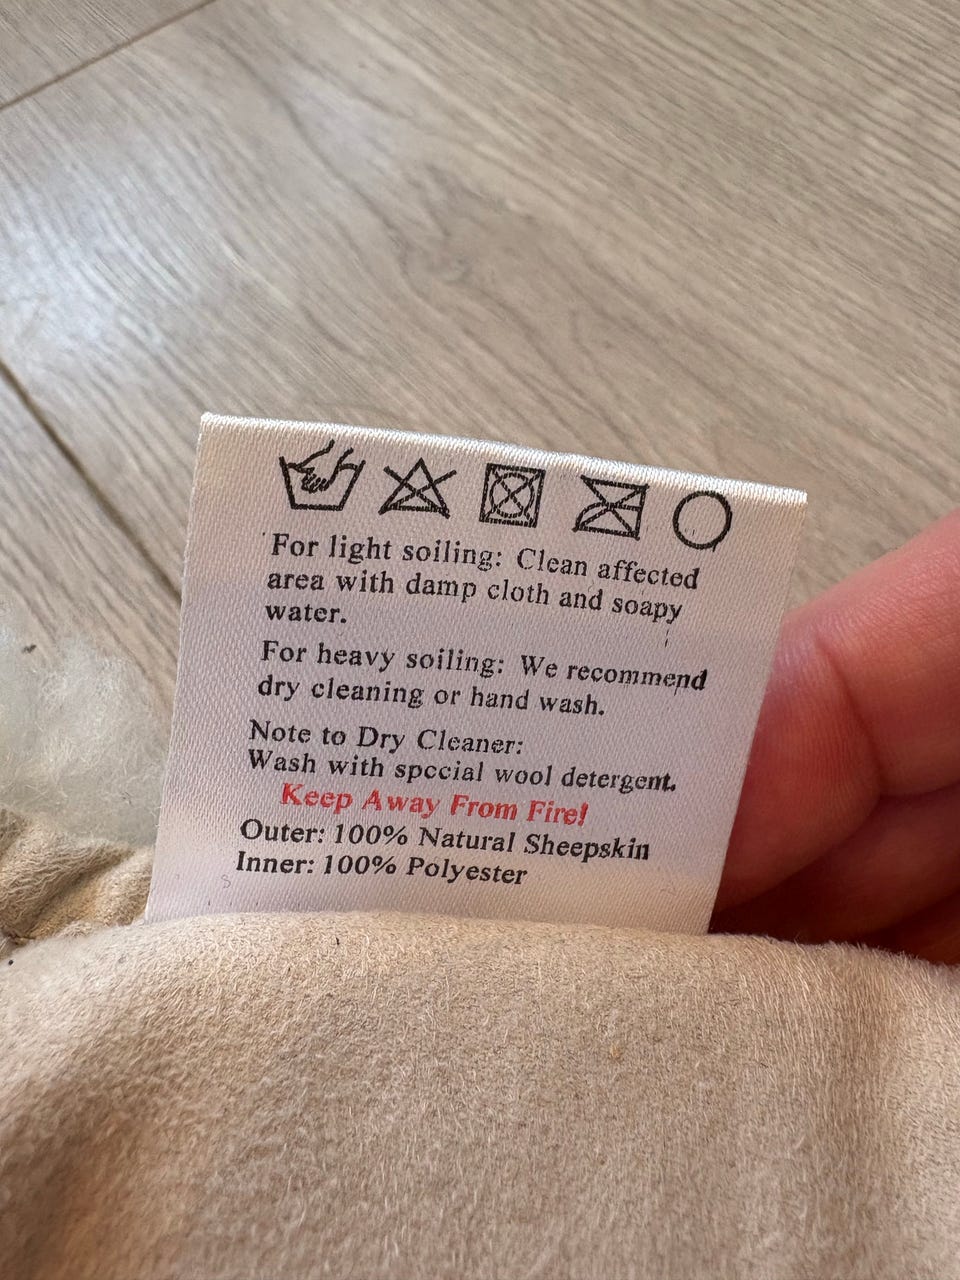 For light soiling: Clean affected
area with damp cloth and soapy
water.
For heavy soiling: We recommend
dry cleaning or hand wash.
Note to Dry Cleaner:
Wash with special wool detergent.
Keep Away From Fire!
Outer: 100% Natural Sheepskin
Inner: 100% Polyester